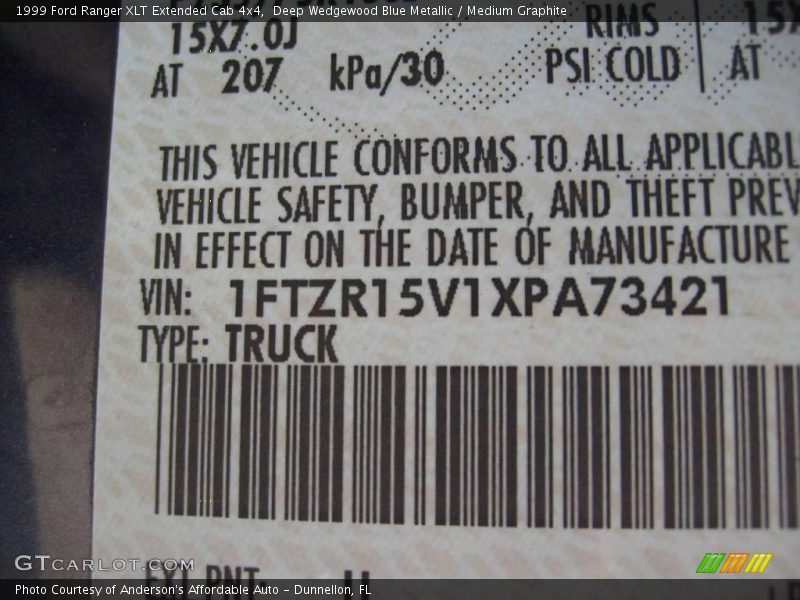 1999 Ford Ranger XLT Extended Cab 4x4, Deep Wedgewood Blue Metallic / Medium Graphite
15X7.0J RIMS
AT 207 kPa/30 PSI COLD AT
THIS VEHICLE CONFORMS TO ALL APPLICABL
VEHICLE SAFETY, BUMPER, AND THEFT PREV
IN EFFECT ON THE DATE OF MANUFACTURE
VIN: 1FTZR15V1XPA73421
TYPE: TRUCK
EXT PNT:
GTCARLOT.COM
Photo Courtesy of Anderson's Affordable Auto - Dunnellon, FL